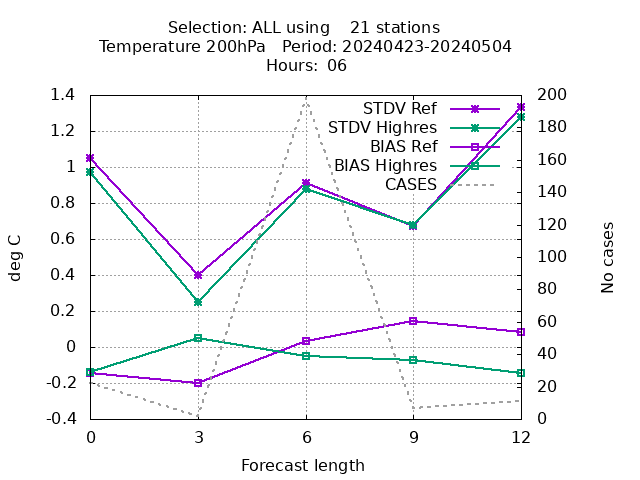 Selection: ALL using    21 stations
Temperature 200hPa   Period: 20240423-20240504
Hours: 06
1.4
1.2
1
0.8
0.6
0.4
0.2
0
-0.2
-0.4
deg C
STDV Ref
STDV Highres
BIAS Ref
BIAS Highres
CASES
200
180
160
140
120
100
80
60
40
20
0
No cases
0 3 6 9 12
Forecast length